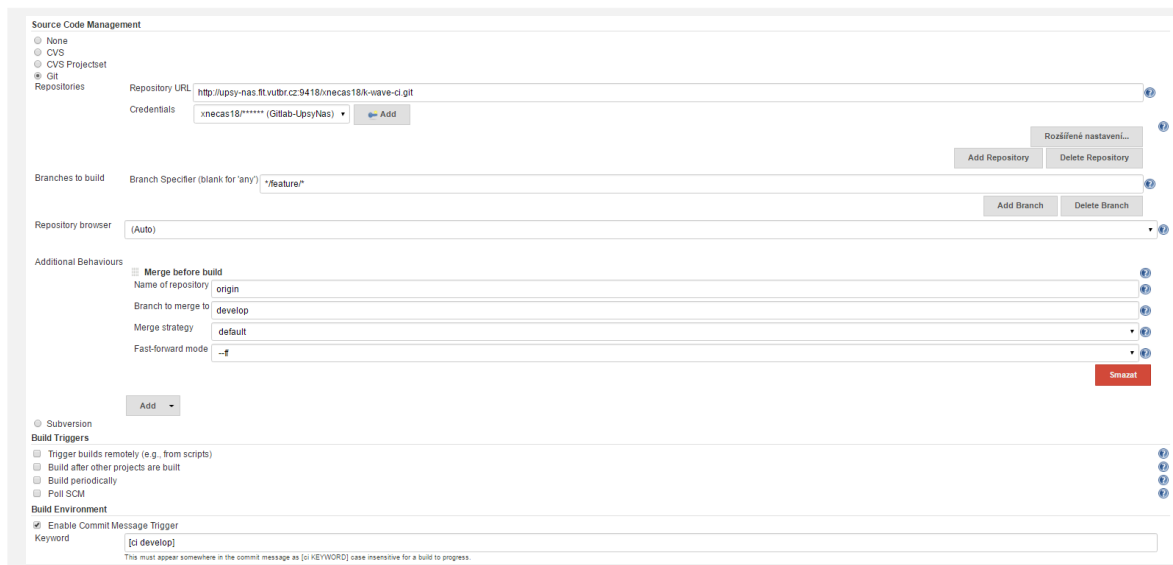 Source Code Management
None
CVS
CVS Projectset
Git
Repositories
Repository URL http://upsy-nas.fit.vutbr.cz:9418/xnecas18/k-wave-ci.git
Credentials xnecas18/****** (Gitlab-UpsyNas) Add
Rozšířené nastavení...
Add Repository Delete Repository
Branches to build Branch Specifier (blank for 'any') */feature/*
Add Branch Delete Branch
Repository browser (Auto)
Additional Behaviours
Merge before build
Name of repository origin
Branch to merge to develop
Merge strategy default
Fast-forward mode --ff
Smazat
Add
Subversion
Build Triggers
Trigger builds remotely (e.g., from scripts)
Build after other projects are built
Build periodically
Poll SCM
Build Environment
Enable Commit Message Trigger
Keyword [ci develop]
This must appear somewhere in the commit message as [ci KEYWORD] case insensitive for a build to progress.